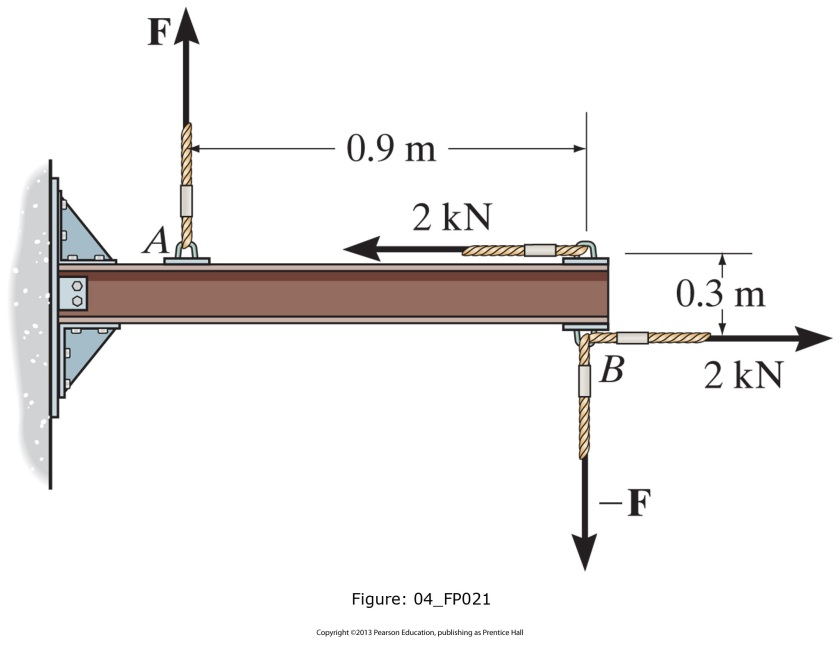 F
0.9 m
2 kN
A
0.3 m
B
2 kN
–F
Figure: 04_FP021
Copyright ©2013 Pearson Education, publishing as Prentice Hall